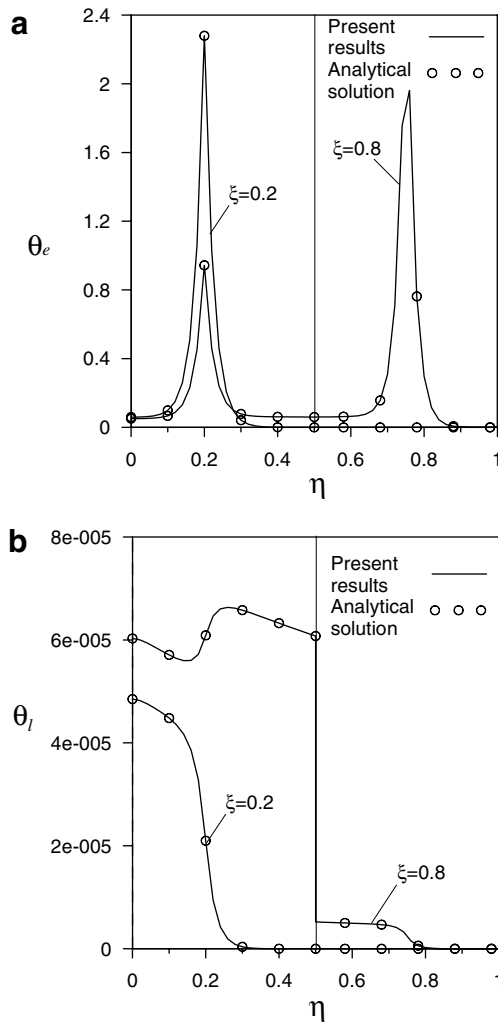 a
2.4
2
1.6
1.2
0.8
0.4
0
θe
Present
results
Analytical
solution
ξ=0.2
ξ=0.8
0
0.2
0.4
0.6
0.8
1
η
b
8e-005
6e-005
4e-005
2e-005
0
θl
Present
results
Analytical
solution
ξ=0.2
ξ=0.8
0
0.2
0.4
0.6
0.8
1
η